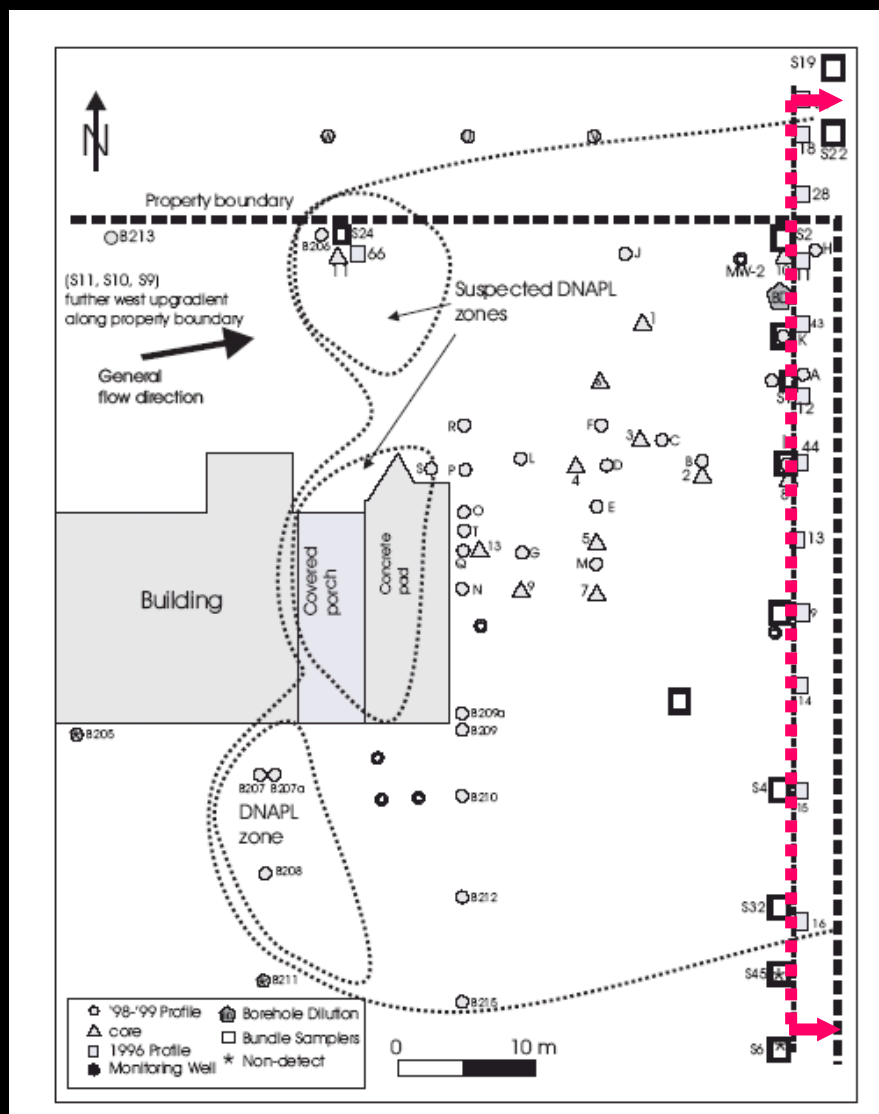 S19
N
18
S22
28
Property boundary
B213
B206
S24
66
11
S2
H
J
MW-2
11
(S11, S10, S9)
further west upgradient
along property boundary
Suspected DNAPL
zones
General
flow direction
1
43
K
A
12
R
F
3
C
44
S
P
L
4
D
B
2
8
O
E
T
13
G
5
13
Q
M
N
9
7
9
Building
Covered
porch
Concrete
pad
B209a
B209
14
B205
B207
B207a
B210
S4
15
DNAPL
zone
B208
B212
S32
16
B211
B215
S45
S6
'98-'99 Profile
core
1996 Profile
Monitoring Well
Borehole Dilution
Bundle Samplers
Non-detect
0
10 m